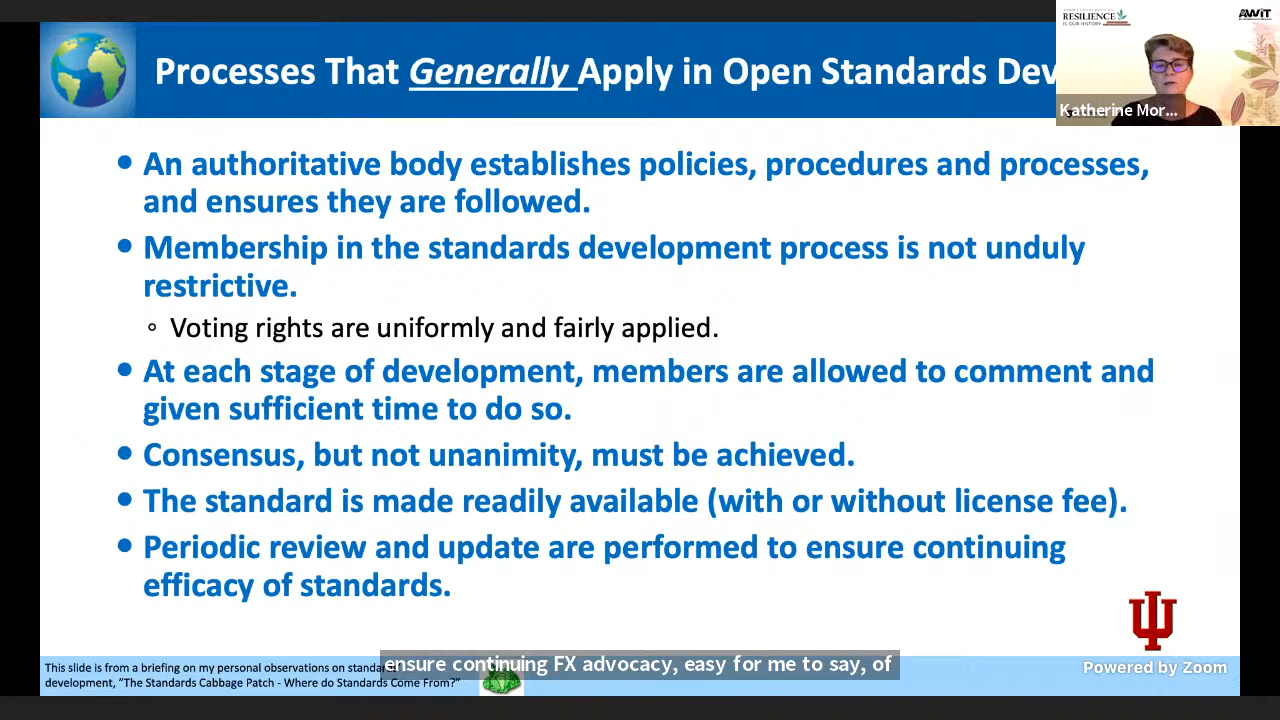 Processes That Generally Apply in Open Standards Dev
RESILIENCE
IS OUR HISTORY
AWIT
Katherine Mor...
• An authoritative body establishes policies, procedures and processes,
and ensures they are followed.
• Membership in the standards development process is not unduly
restrictive.
◦ Voting rights are uniformly and fairly applied.
• At each stage of development, members are allowed to comment and
given sufficient time to do so.
• Consensus, but not unanimity, must be achieved.
• The standard is made readily available (with or without license fee).
• Periodic review and update are performed to ensure continuing
efficacy of standards.
This slide is from a briefing on my personal observations on standards
development, "The Standards Cabbage Patch - Where do Standards Come From?"
ensure continuing FX advocacy, easy for me to say, of
Powered by Zoom